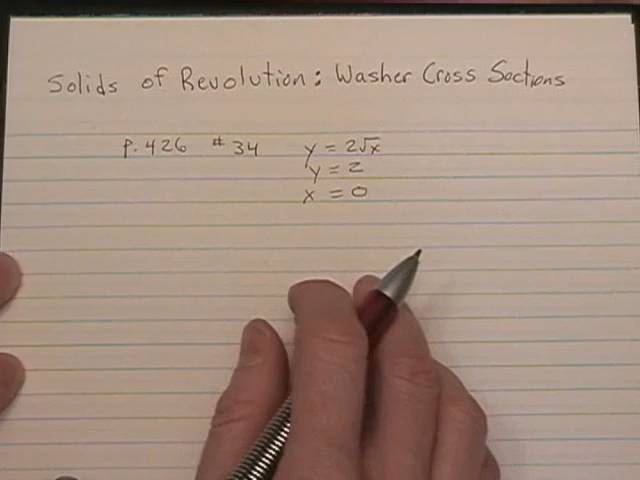 Solids of Revolution: Washer Cross Sections
p. 426 # 34 y = 2√x
y = 2
x = 0